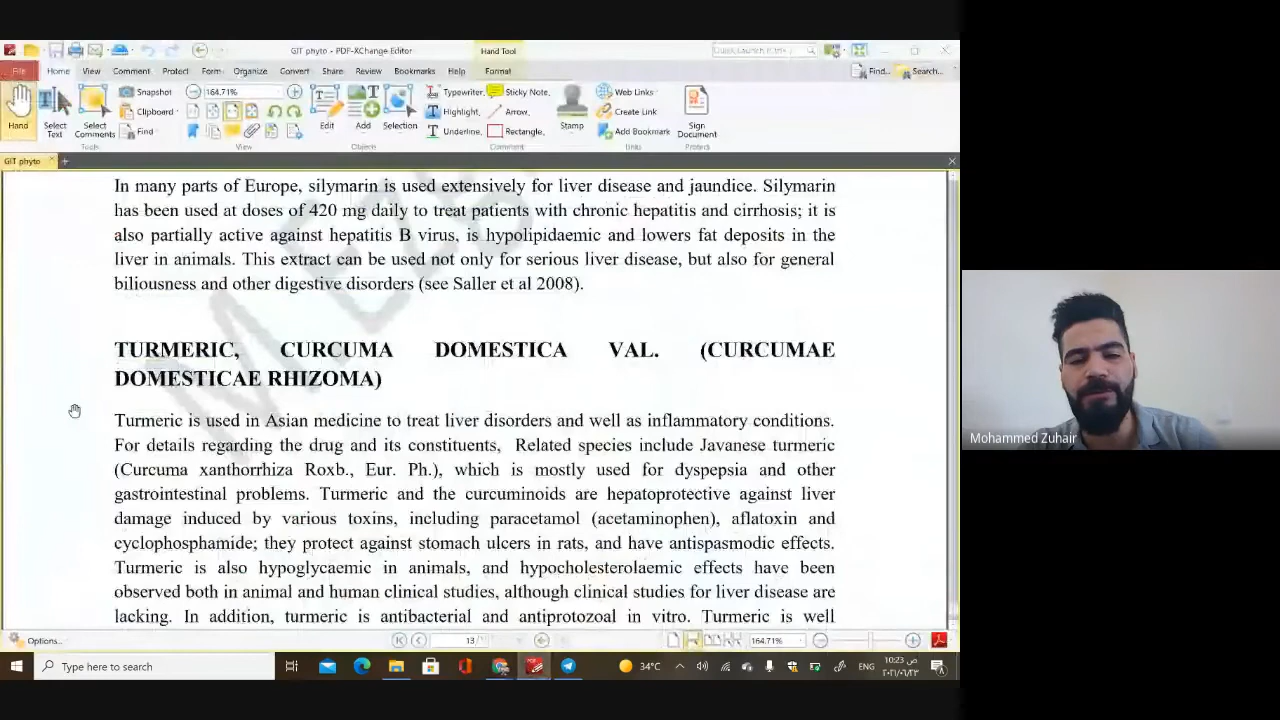 GIT phyto - PDF-XChange Editor
Hand Tool
File Home View Comment Protect Form Organize Convert Share Review Bookmarks Help Format Find... Search...
Hand
Select Text
Select Comments
Snapshot
Clipboard
Find
Tools
164.71%
View
Edit
Add
Selection
Objects
Typewriter
Highlight
Underline
Sticky Note
Arrow
Rectangle
Comment
Stamp
Web Links
Create Link
Add Bookmark
Links
Sign Document
Protect
GIT phyto
In many parts of Europe, silymarin is used extensively for liver disease and jaundice. Silymarin
has been used at doses of 420 mg daily to treat patients with chronic hepatitis and cirrhosis; it is
also partially active against hepatitis B virus, is hypolipidaemic and lowers fat deposits in the
liver in animals. This extract can be used not only for serious liver disease, but also for general
biliousness and other digestive disorders (see Saller et al 2008).
TURMERIC, CURCUMA DOMESTICA VAL. (CURCUMAE
DOMESTICAE RHIZOMA)
Turmeric is used in Asian medicine to treat liver disorders and well as inflammatory conditions.
For details regarding the drug and its constituents, Related species include Javanese turmeric
(Curcuma xanthorrhiza Roxb., Eur. Ph.), which is mostly used for dyspepsia and other
gastrointestinal problems. Turmeric and the curcuminoids are hepatoprotective against liver
damage induced by various toxins, including paracetamol (acetaminophen), aflatoxin and
cyclophosphamide; they protect against stomach ulcers in rats, and have antispasmodic effects.
Turmeric is also hypoglycaemic in animals, and hypocholesterolaemic effects have been
observed both in animal and human clinical studies, although clinical studies for liver disease are
lacking. In addition, turmeric is antibacterial and antiprotozoal in vitro. Turmeric is well
Options...
13
164.71%
Type here to search
34°C
ENG
10:23 ص
Mohammed Zuhair